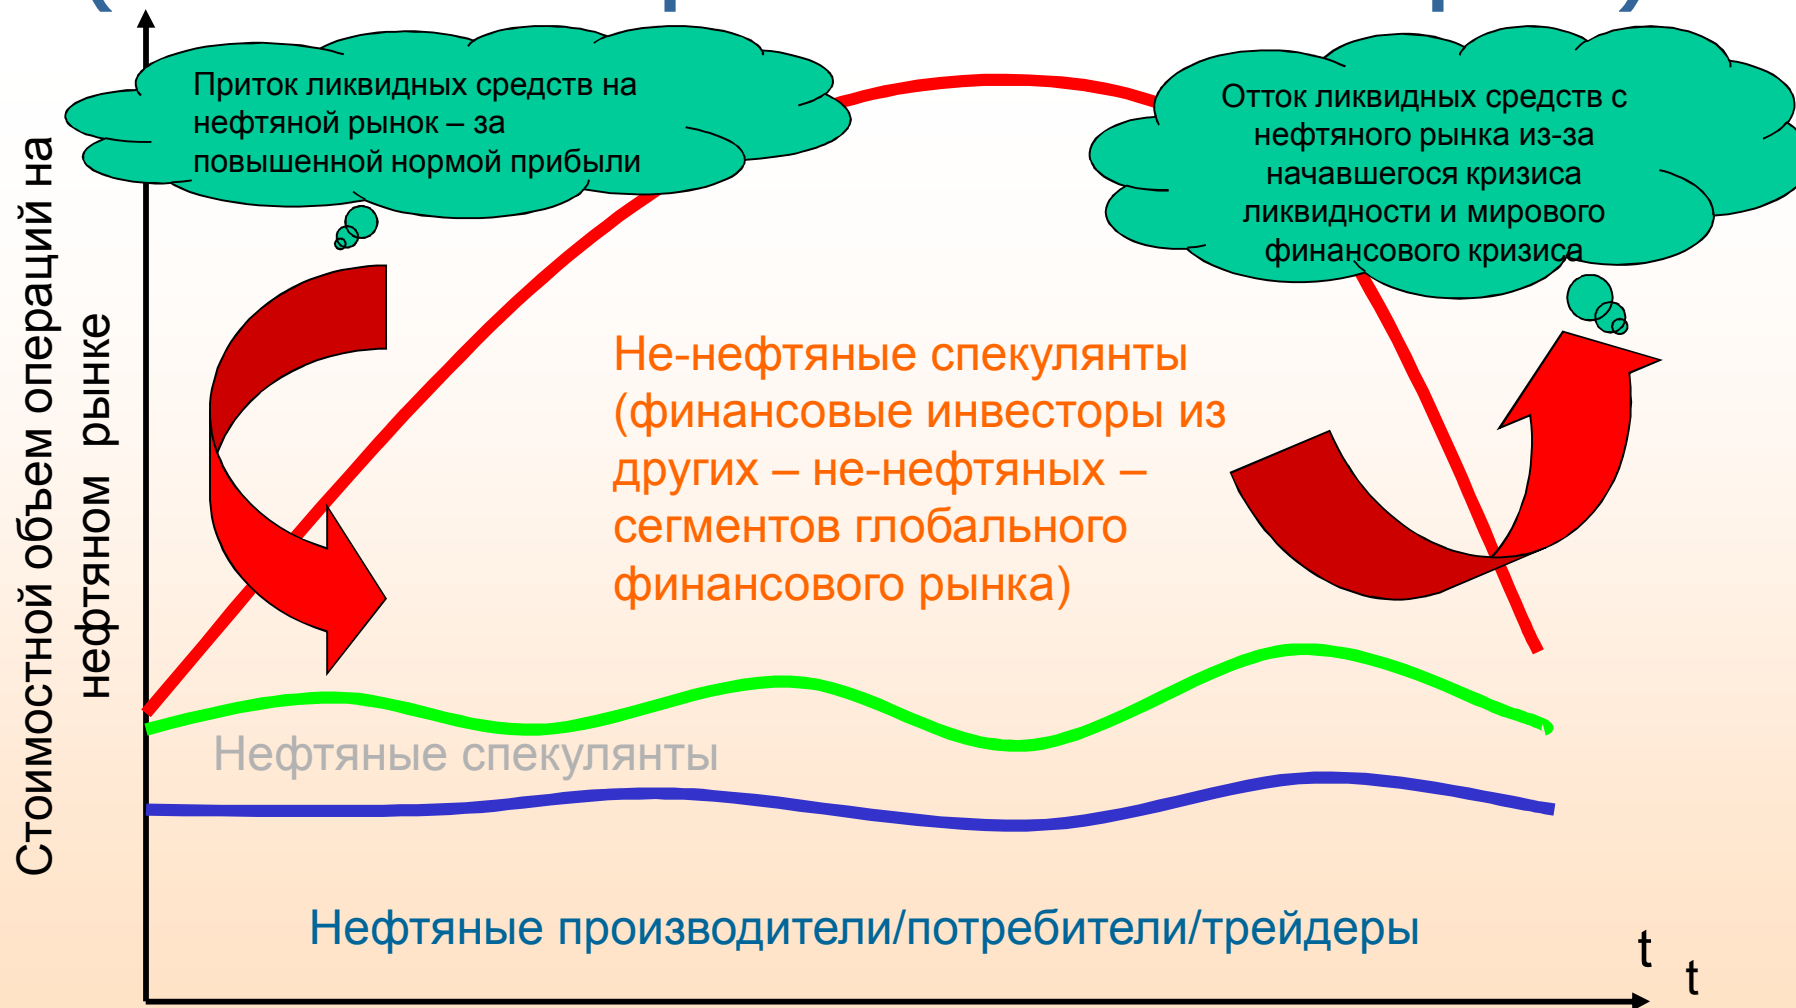 Приток ликвидных средств на
нефтяной рынок – за
повышенной нормой прибыли
Отток ликвидных средств с
нефтяного рынка из-за
начавшегося кризиса
ликвидности и мирового
финансового кризиса
Стоимостной объем операций на
нефтяном рынке
Не-нефтяные спекулянты
(финансовые инвесторы из
других – не-нефтяных –
сегментов глобального
финансового рынка)
Нефтяные спекулянты
Нефтяные производители/потребители/трейдеры
t
t